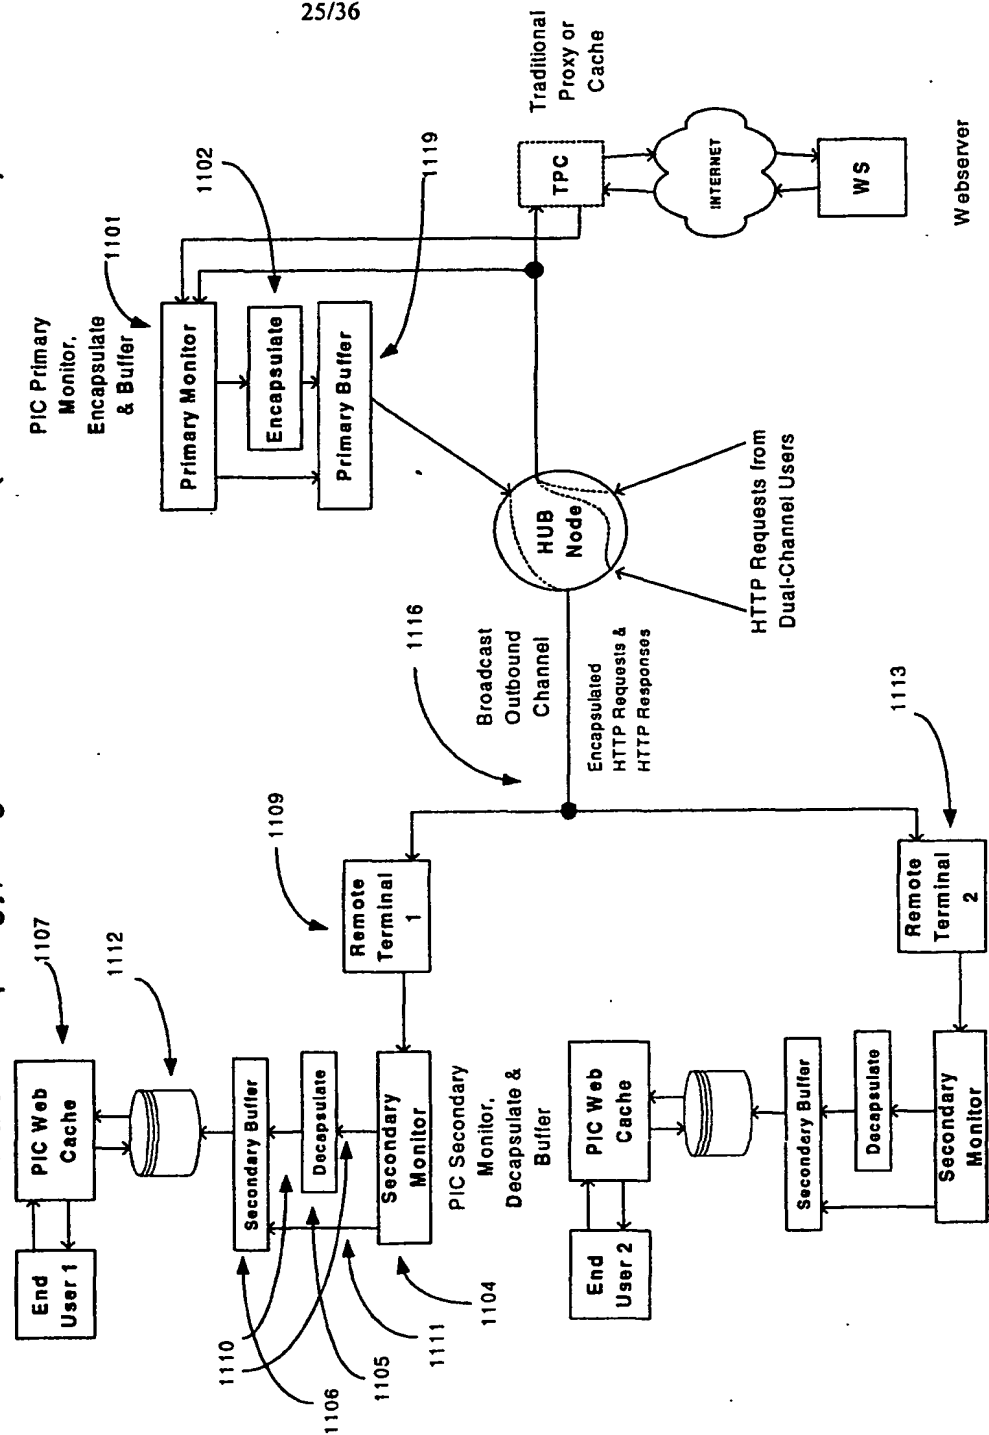 25/36
PIC Primary
Monitor,
Encapsulate
& Buffer
1101
1102
1119
Primary Monitor
Encapsulate
Primary Buffer
Traditional
Proxy or
Cache
TPC
INTERNET
WS
Webserver
HUB
Node
HTTP Requests from
Dual-Channel Users
1116
Broadcast
Outbound
Channel
Encapsulated
HTTP Requests &
HTTP Responses
1109
Remote
Terminal
1
1113
Remote
Terminal
2
1107
1112
PIC Web
Cache
End
User 1
Secondary Buffer
Decapsulate
Secondary
Monitor
PIC Secondary
Monitor,
Decapsulate &
Buffer
1110
1106
1105
1111
1104
PIC Web
Cache
End
User 2
Secondary Buffer
Decapsulate
Secondary
Monitor